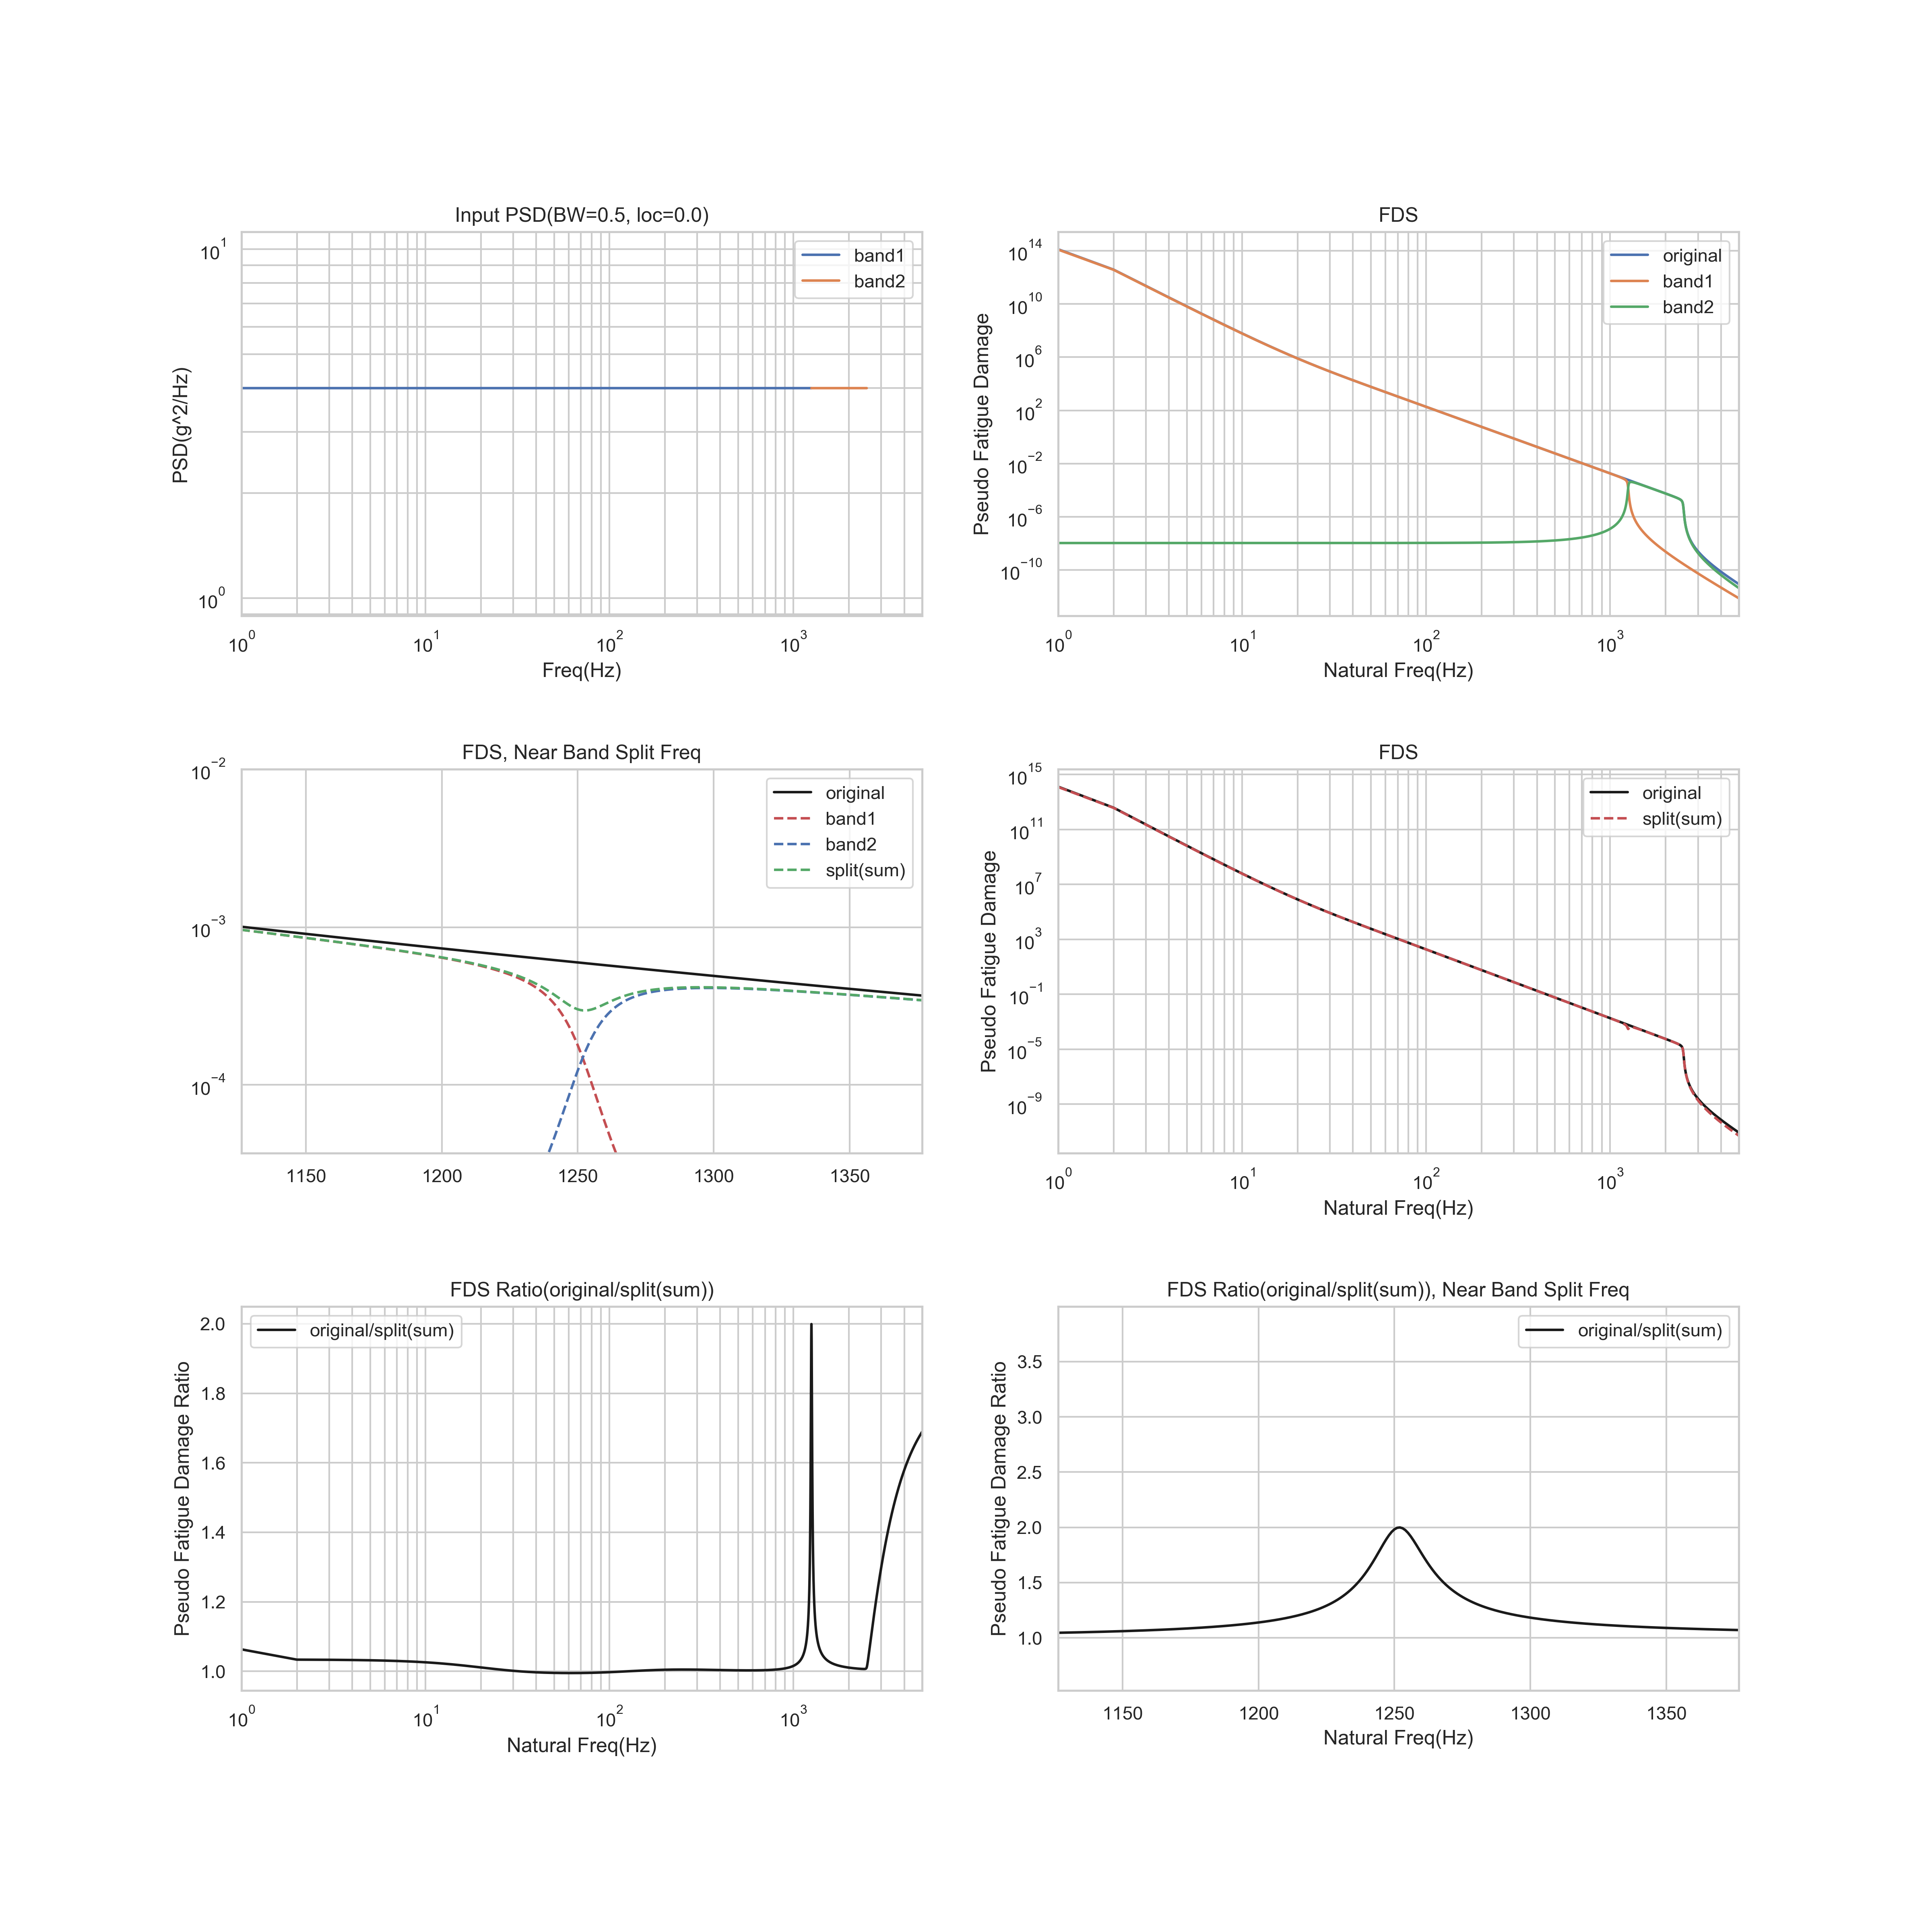 Input PSD(BW=0.5, loc=0.0)
PSD(g^2/Hz)
10^1
10^0
band1
band2
10^0 10^1 10^2 10^3
Freq(Hz)
FDS
Pseudo Fatigue Damage
10^14
10^10
10^6
10^2
10^−2
10^−6
10^−10
original
band1
band2
10^0 10^1 10^2 10^3
Natural Freq(Hz)
FDS, Near Band Split Freq
10^−2
10^−3
10^−4
original
band1
band2
split(sum)
1150 1200 1250 1300 1350
FDS
Pseudo Fatigue Damage
10^15
10^11
10^7
10^3
10^−1
10^−5
10^−9
original
split(sum)
10^0 10^1 10^2 10^3
Natural Freq(Hz)
FDS Ratio(original/split(sum))
Pseudo Fatigue Damage Ratio
2.0
1.8
1.6
1.4
1.2
1.0
original/split(sum)
10^0 10^1 10^2 10^3
Natural Freq(Hz)
FDS Ratio(original/split(sum)), Near Band Split Freq
Pseudo Fatigue Damage Ratio
3.5
3.0
2.5
2.0
1.5
1.0
original/split(sum)
1150 1200 1250 1300 1350
Natural Freq(Hz)